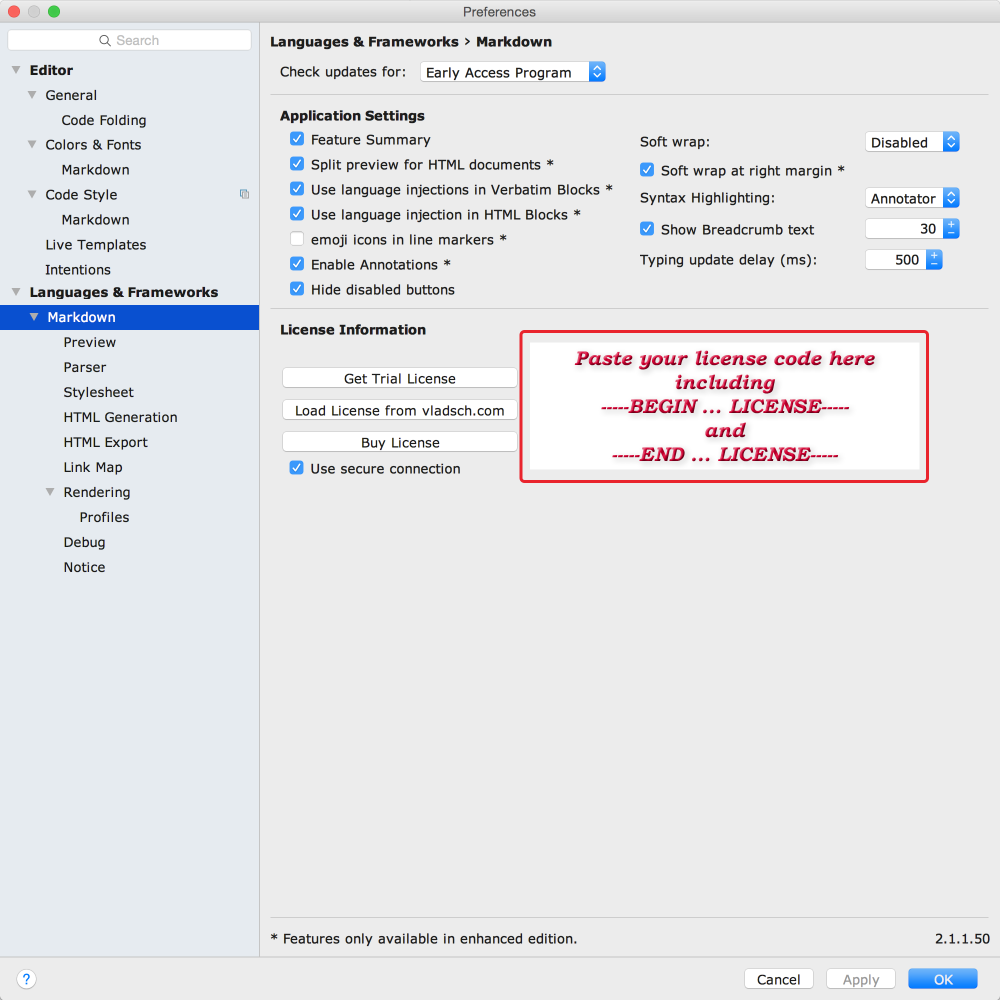 Preferences
Search
Editor
General
Code Folding
Colors & Fonts
Markdown
Code Style
Markdown
Live Templates
Intentions
Languages & Frameworks
Markdown
Preview
Parser
Stylesheet
HTML Generation
HTML Export
Link Map
Rendering
Profiles
Debug
Notice
Languages & Frameworks › Markdown
Check updates for: Early Access Program
Application Settings
Feature Summary
Split preview for HTML documents *
Use language injections in Verbatim Blocks *
Use language injection in HTML Blocks *
emoji icons in line markers *
Enable Annotations *
Hide disabled buttons
Soft wrap: Disabled
Soft wrap at right margin *
Syntax Highlighting: Annotator
Show Breadcrumb text 30
Typing update delay (ms): 500
License Information
Get Trial License
Load License from vladsch.com
Buy License
Use secure connection
Paste your license code here
including
-----BEGIN ... LICENSE-----
and
-----END ... LICENSE-----
* Features only available in enhanced edition.
2.1.1.50
?
Cancel
Apply
OK